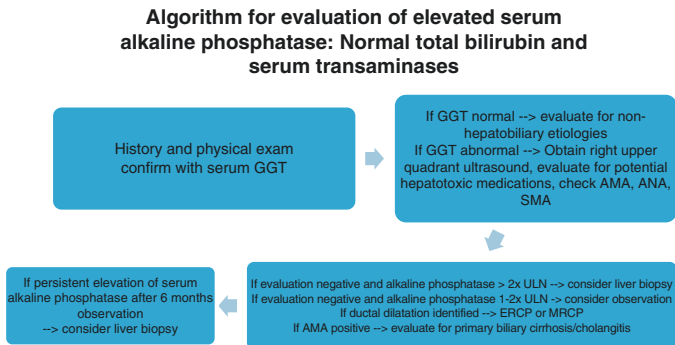 Algorithm for evaluation of elevated serum
alkaline phosphatase: Normal total bilirubin and
serum transaminases
History and physical exam
confirm with serum GGT
If GGT normal --> evaluate for non-
hepatobiliary etiologies
If GGT abnormal --> Obtain right upper
quadrant ultrasound, evaluate for potential
hepatotoxic medications, check AMA, ANA,
SMA
If evaluation negative and alkaline phosphatase > 2x ULN --> consider liver biopsy
If evaluation negative and alkaline phosphatase 1-2x ULN --> consider observation
If ductal dilatation identified --> ERCP or MRCP
If AMA positive --> evaluate for primary biliary cirrhosis/cholangitis
If persistent elevation of serum
alkaline phosphatase after 6 months
observation
--> consider liver biopsy